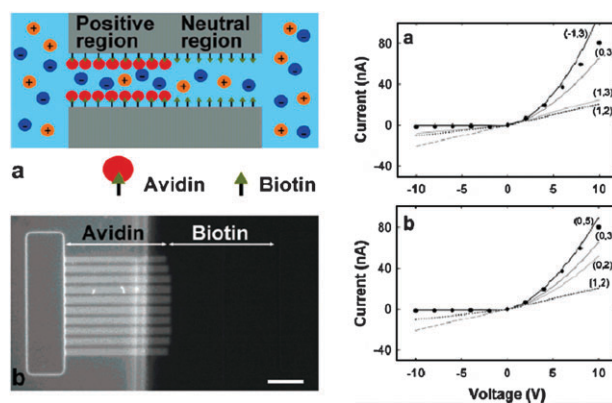 Positive region
Neutral region
a
Avidin
Biotin
Avidin
Biotin
b
a
Current (nA)
80
40
0
-40
-10
-5
0
5
10
(-1,3)
(0,3)
(1,3)
(1,2)
b
Current (nA)
80
40
0
-40
-10
-5
0
5
10
(0,5)
(0,3)
(0,2)
(1,2)
Voltage (V)